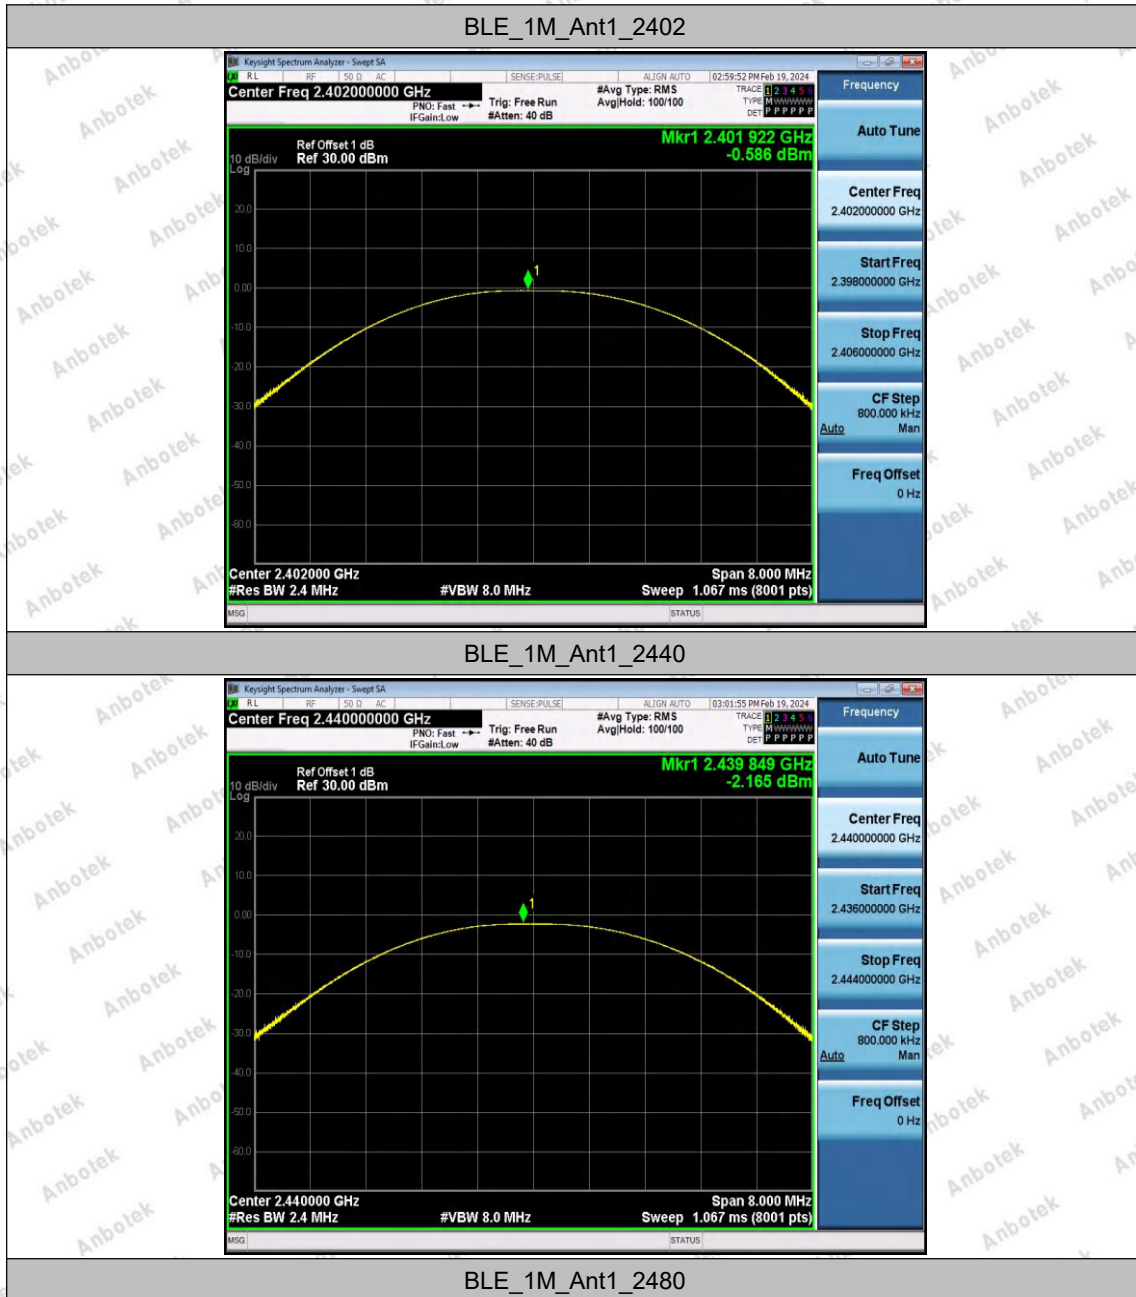 BLE_1M_Ant1_2402
Keysight Spectrum Analyzer - Swept SA
RL RF 50 Ω AC SENSE:PULSE ALIGN AUTO 02:59:52 PM Feb 19, 2024
Center Freq 2.402000000 GHz #Avg Type: RMS TRACE 1 2 3 4 5 6
PNO: Fast Trig: Free Run Avg|Hold: 100/100 TYPE M WWWWW
IFGain:Low #Atten: 40 dB DET P P P P P P
Frequency
Mkr1 2.401 922 GHz
-0.586 dBm
Ref Offset 1 dB
10 dB/div Ref 30.00 dBm
Log
20.0
10.0
0.00
-10.0
-20.0
-30.0
-40.0
-50.0
-60.0
1
Center 2.402000 GHz Span 8.000 MHz
#Res BW 2.4 MHz #VBW 8.0 MHz Sweep 1.067 ms (8001 pts)
MSG STATUS
Auto Tune
Center Freq
2.402000000 GHz
Start Freq
2.398000000 GHz
Stop Freq
2.406000000 GHz
CF Step
800.000 kHz
Auto Man
Freq Offset
0 Hz
BLE_1M_Ant1_2440
Keysight Spectrum Analyzer - Swept SA
RL RF 50 Ω AC SENSE:PULSE ALIGN AUTO 03:01:55 PM Feb 19, 2024
Center Freq 2.440000000 GHz #Avg Type: RMS TRACE 1 2 3 4 5 6
PNO: Fast Trig: Free Run Avg|Hold: 100/100 TYPE M WWWWW
IFGain:Low #Atten: 40 dB DET P P P P P P
Frequency
Mkr1 2.439 849 GHz
-2.165 dBm
Ref Offset 1 dB
10 dB/div Ref 30.00 dBm
Log
20.0
10.0
0.00
-10.0
-20.0
-30.0
-40.0
-50.0
-60.0
1
Center 2.440000 GHz Span 8.000 MHz
#Res BW 2.4 MHz #VBW 8.0 MHz Sweep 1.067 ms (8001 pts)
MSG STATUS
Auto Tune
Center Freq
2.440000000 GHz
Start Freq
2.436000000 GHz
Stop Freq
2.444000000 GHz
CF Step
800.000 kHz
Auto Man
Freq Offset
0 Hz
BLE_1M_Ant1_2480
Anbotek